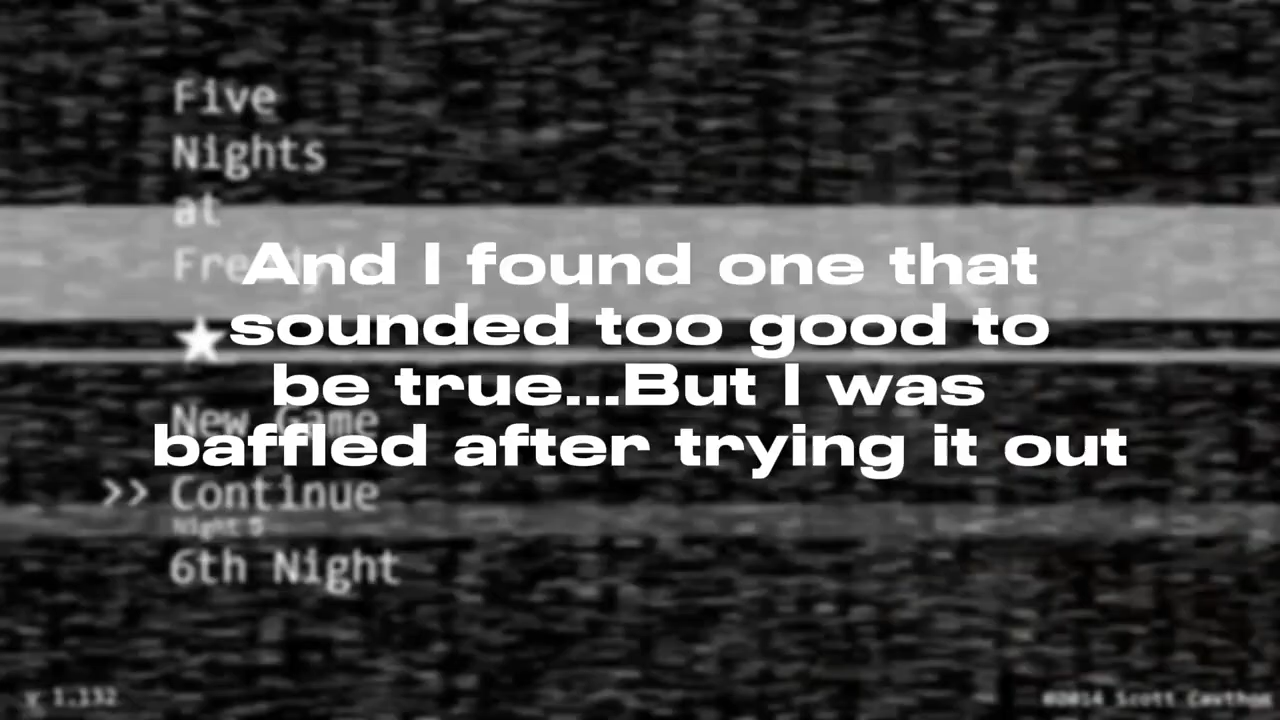 Five
Nights
at
Fre
And I found one that
sounded too good to
be true...But I was
baffled after trying it out
New Game
>> Continue
Night 5
6th Night
v 1.132
©2014 Scott Cawthon